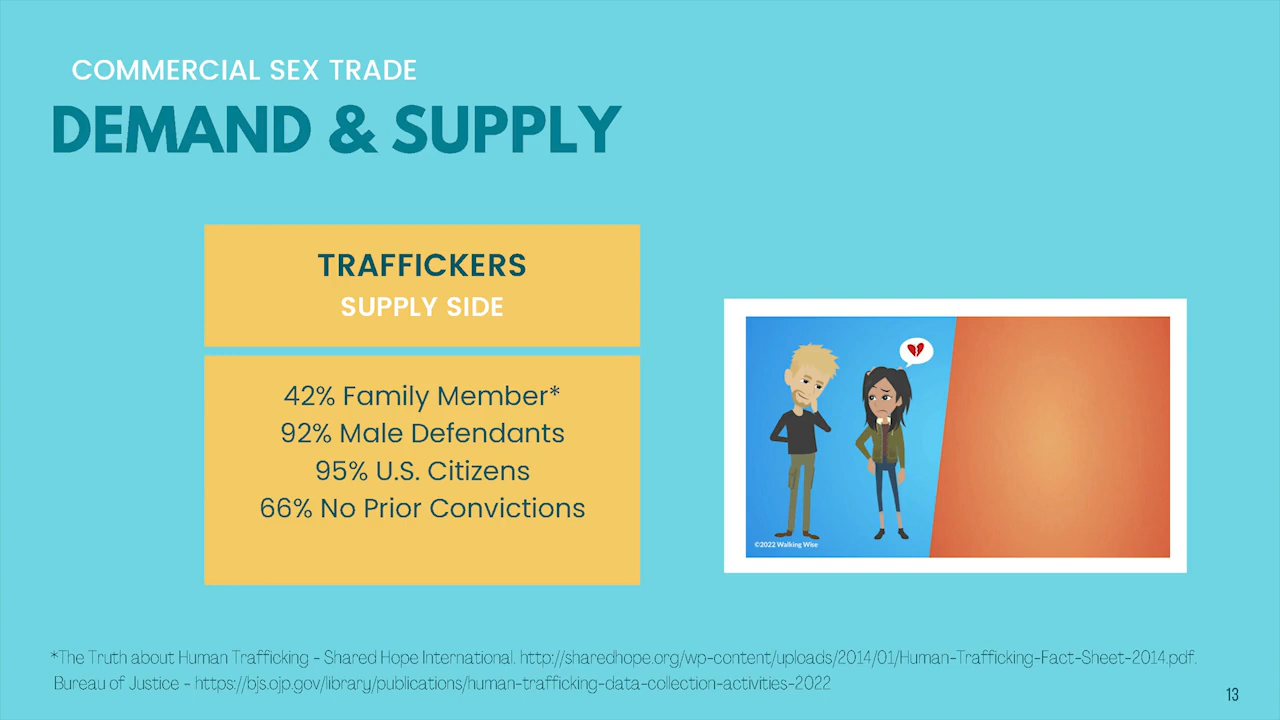 COMMERCIAL SEX TRADE
DEMAND & SUPPLY
TRAFFICKERS
SUPPLY SIDE
42% Family Member*
92% Male Defendants
95% U.S. Citizens
66% No Prior Convictions
©2022 Walking Wise
*The Truth about Human Trafficking - Shared Hope International. http://sharedhope.org/wp-content/uploads/2014/01/Human-Trafficking-Fact-Sheet-2014.pdf.
Bureau of Justice - https://bjs.ojp.gov/library/publications/human-trafficking-data-collection-activities-2022
13